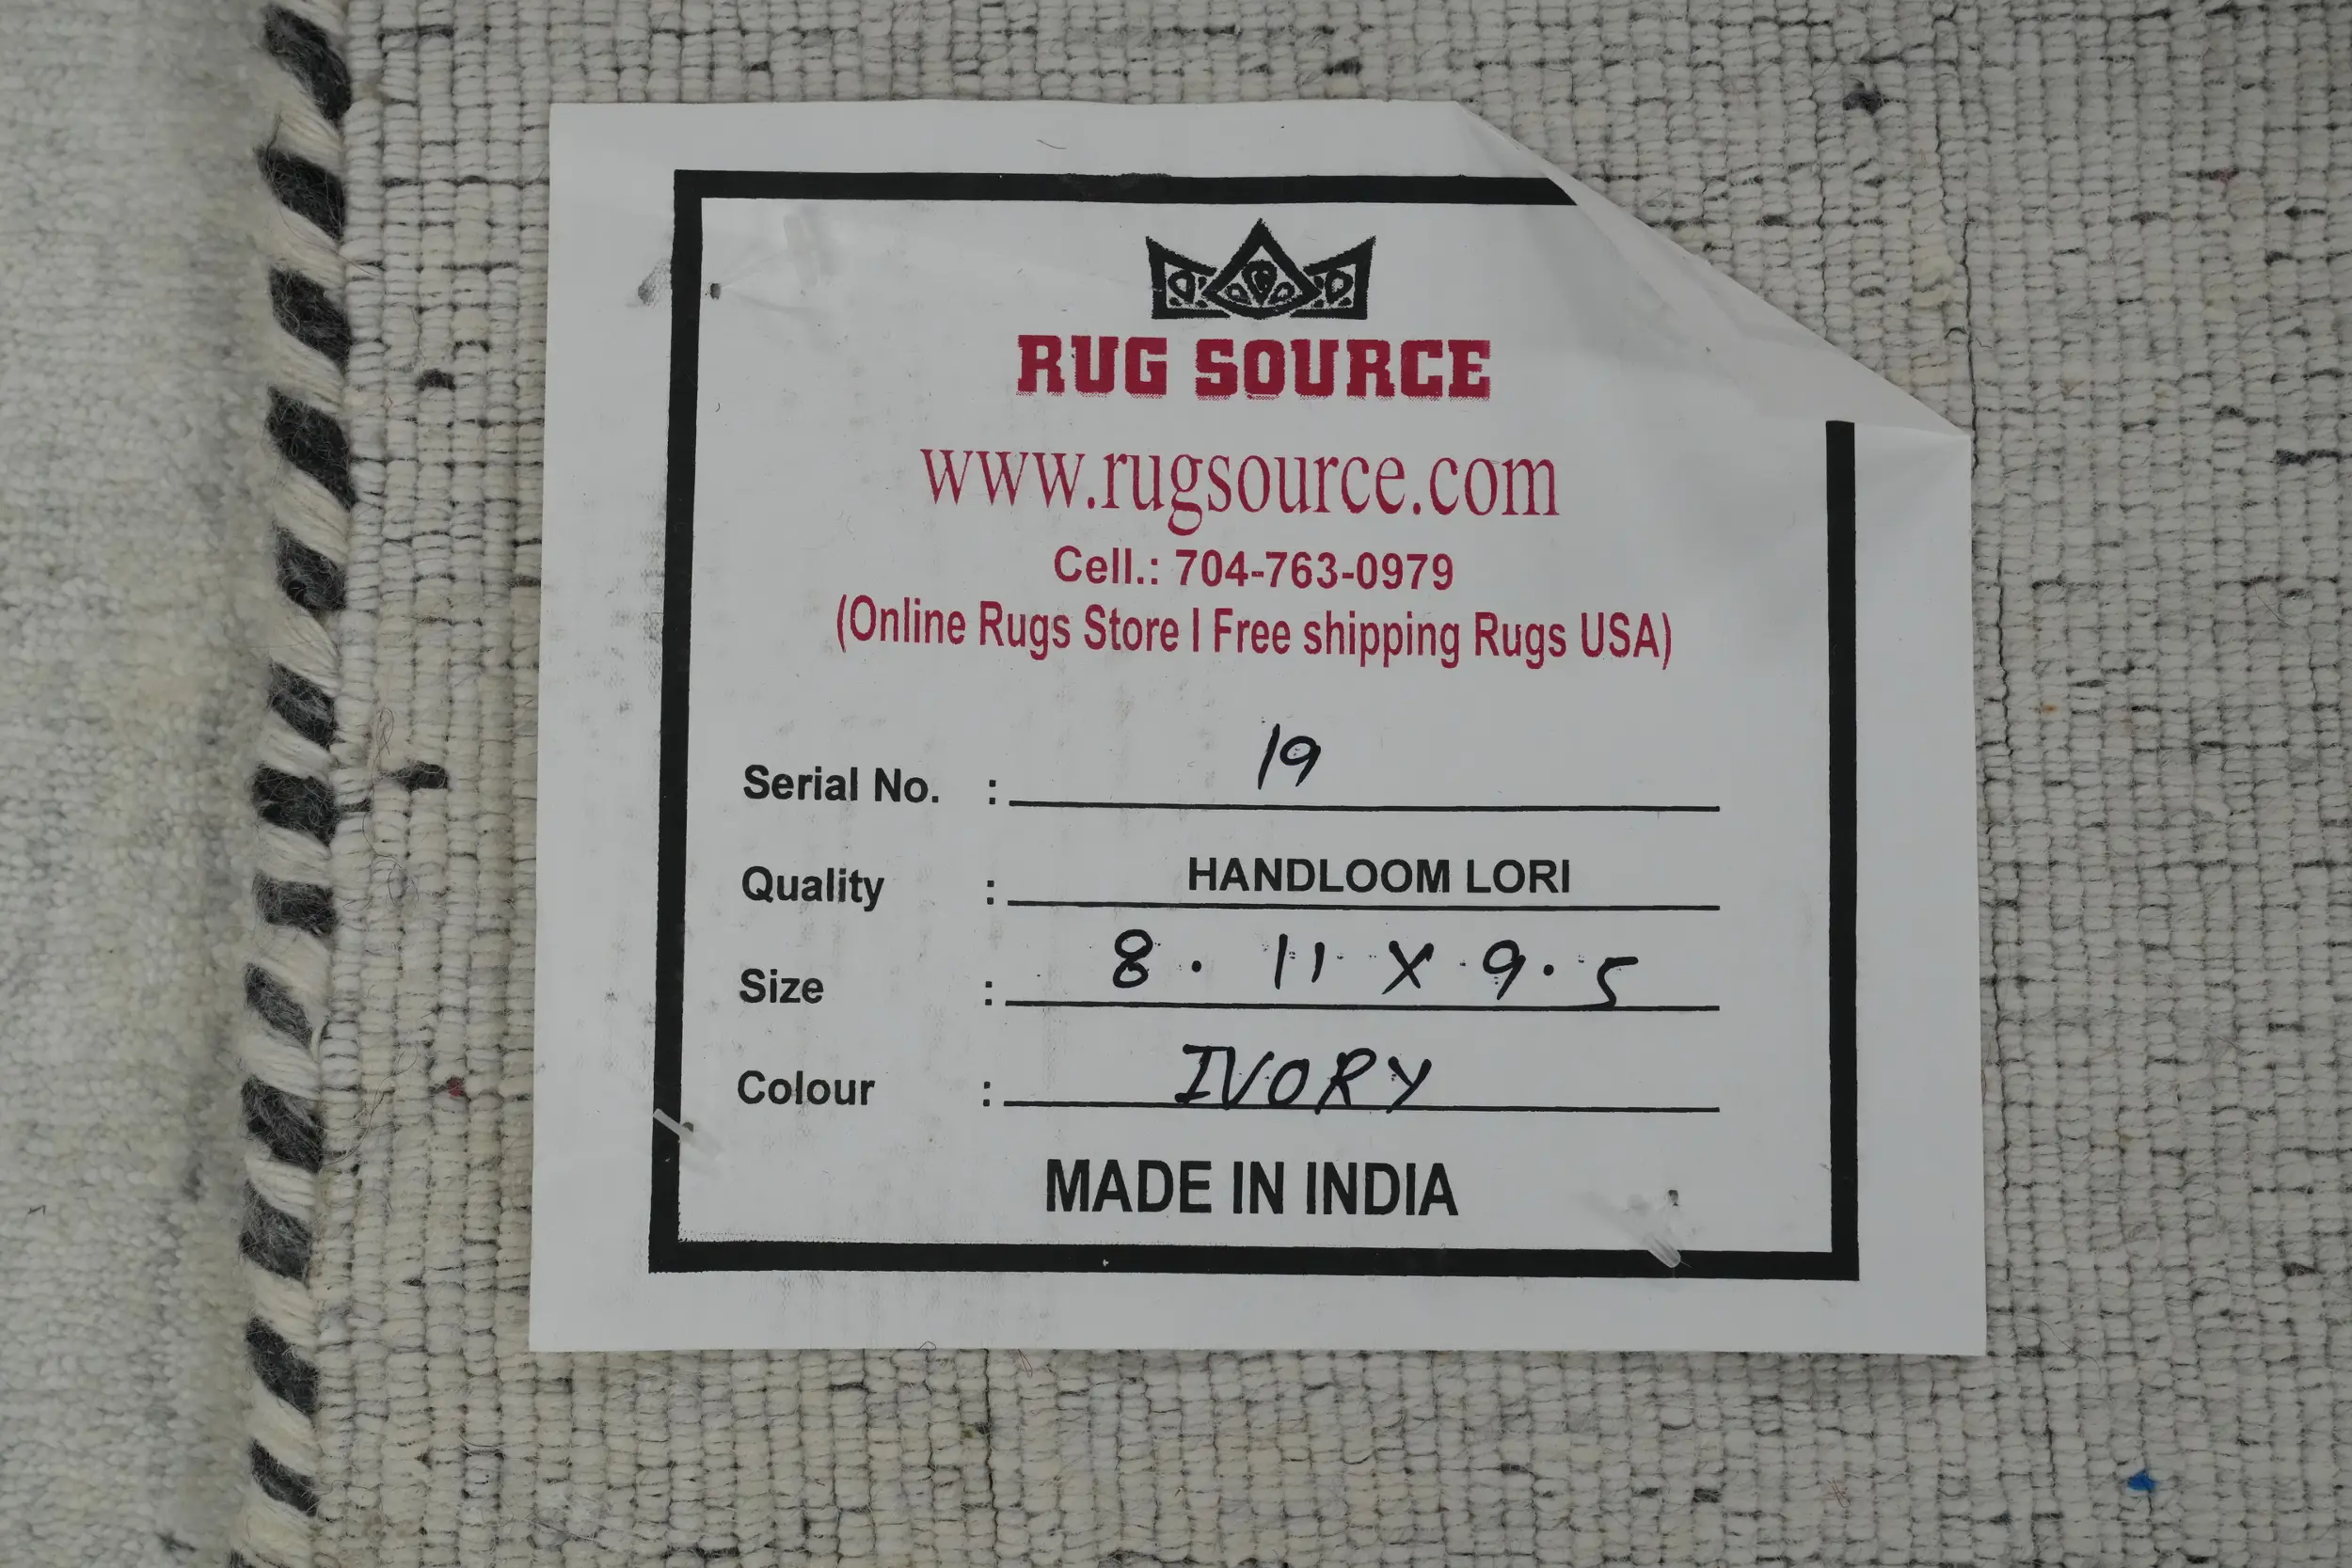 RUG SOURCE
www.rugsource.com
Cell.: 704-763-0979
(Online Rugs Store I Free shipping Rugs USA)
Serial No. : 19
Quality : HANDLOOM LORI
Size : 8. 11 X 9.5
Colour : IVORY
MADE IN INDIA